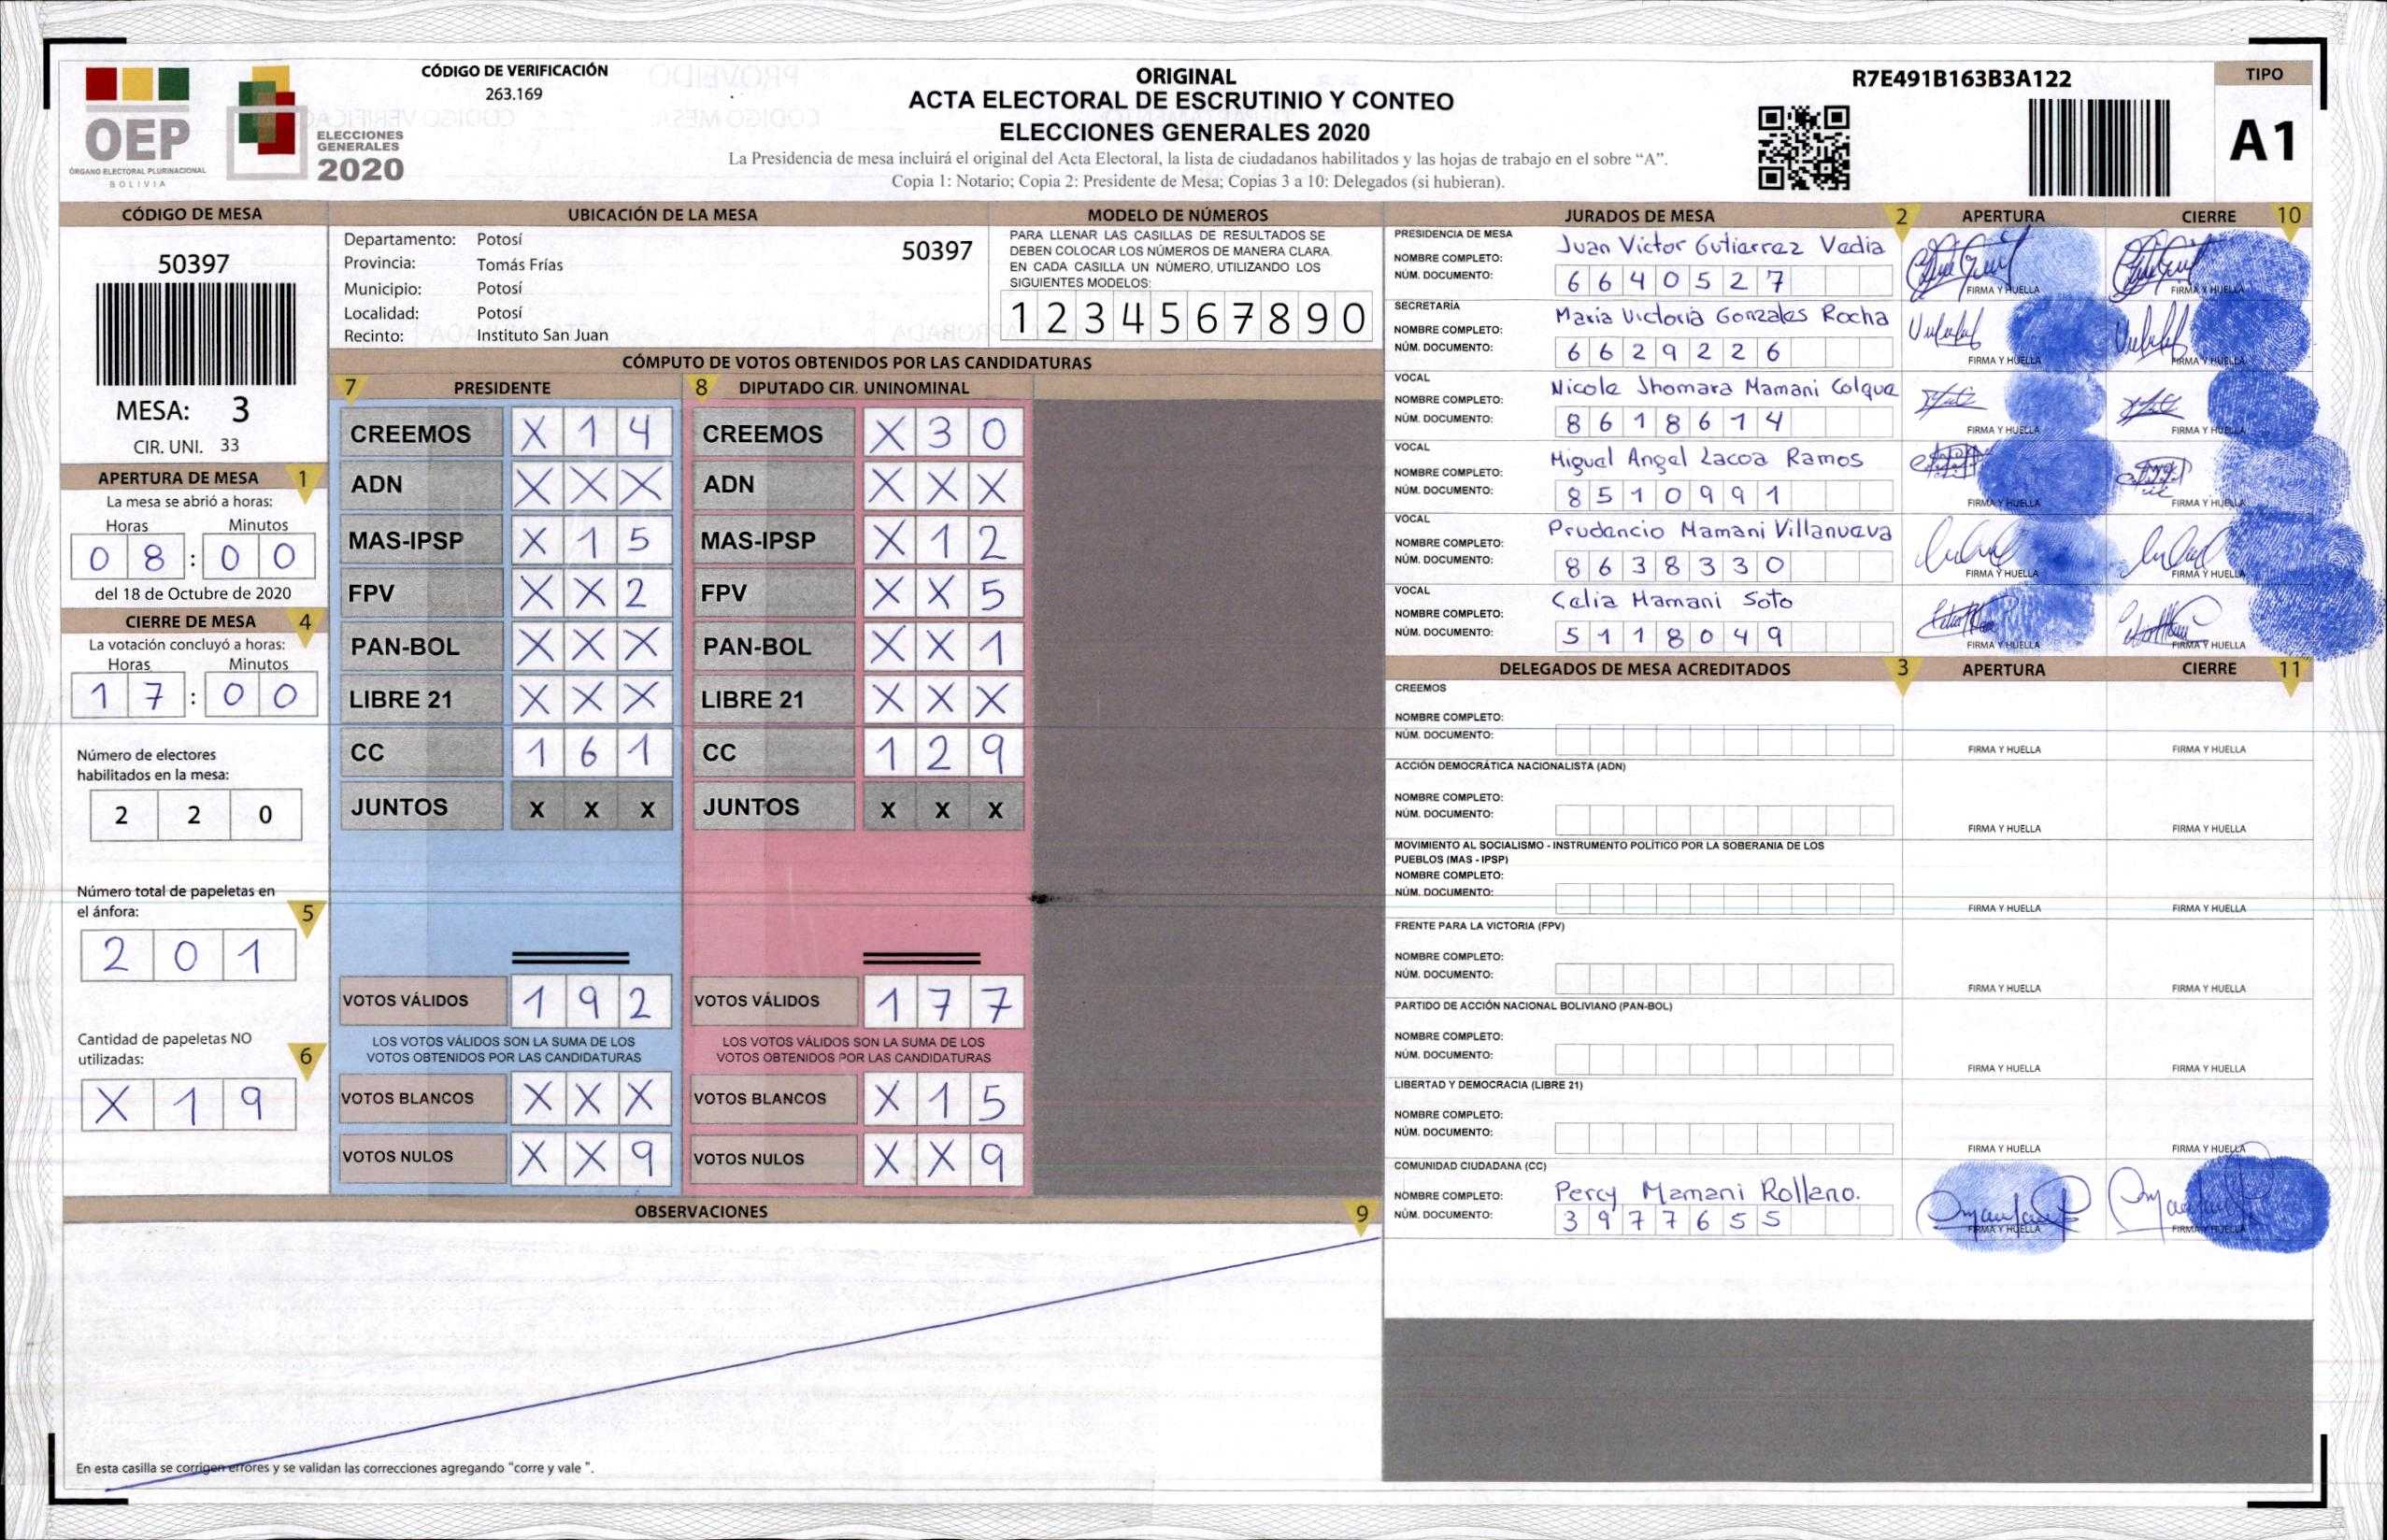 OEP
ÓRGANO ELECTORAL PLURINACIONAL
BOLIVIA
ELECCIONES
GENERALES
2020
CÓDIGO DE VERIFICACIÓN
263.169
ORIGINAL
ACTA ELECTORAL DE ESCRUTINIO Y CONTEO
ELECCIONES GENERALES 2020
La Presidencia de mesa incluirá el original del Acta Electoral, la lista de ciudadanos habilitados y las hojas de trabajo en el sobre “A”.
Copia 1: Notario; Copia 2: Presidente de Mesa; Copias 3 a 10: Delegados (si hubieran).
R7E491B163B3A122
TIPO
A1
CÓDIGO DE MESA
50397
MESA: 3
CIR. UNI. 33
APERTURA DE MESA 1
La mesa se abrió a horas:
Horas Minutos
0 8 : 0 0
del 18 de Octubre de 2020
CIERRE DE MESA 4
La votación concluyó a horas:
Horas Minutos
1 7 : 0 0
Número de electores
habilitados en la mesa:
2 2 0
Número total de papeletas en
el ánfora: 5
2 0 1
Cantidad de papeletas NO
utilizadas: 6
X 1 9
UBICACIÓN DE LA MESA
Departamento: Potosí 50397
Provincia: Tomás Frías
Municipio: Potosí
Localidad: Potosí
Recinto: Instituto San Juan
MODELO DE NÚMEROS
PARA LLENAR LAS CASILLAS DE RESULTADOS SE
DEBEN COLOCAR LOS NÚMEROS DE MANERA CLARA.
EN CADA CASILLA UN NÚMERO, UTILIZANDO LOS
SIGUIENTES MODELOS:
1 2 3 4 5 6 7 8 9 0
CÓMPUTO DE VOTOS OBTENIDOS POR LAS CANDIDATURAS
7 PRESIDENTE
CREEMOS X 1 4
ADN X X X
MAS-IPSP X 1 5
FPV X X 2
PAN-BOL X X X
LIBRE 21 X X X
CC 1 6 1
JUNTOS X X X
VOTOS VÁLIDOS 1 9 2
LOS VOTOS VÁLIDOS SON LA SUMA DE LOS
VOTOS OBTENIDOS POR LAS CANDIDATURAS
VOTOS BLANCOS X X X
VOTOS NULOS X X 9
8 DIPUTADO CIR. UNINOMINAL
CREEMOS X 3 0
ADN X X X
MAS-IPSP X 1 2
FPV X X 5
PAN-BOL X X 1
LIBRE 21 X X X
CC 1 2 9
JUNTOS X X X
VOTOS VÁLIDOS 1 7 7
LOS VOTOS VÁLIDOS SON LA SUMA DE LOS
VOTOS OBTENIDOS POR LAS CANDIDATURAS
VOTOS BLANCOS X 1 5
VOTOS NULOS X X 9
OBSERVACIONES 9
En esta casilla se corrigen errores y se validan las correcciones agregando "corre y vale ".
JURADOS DE MESA 2 APERTURA CIERRE 10
PRESIDENCIA DE MESA
NOMBRE COMPLETO: Juan Victor Gutierrez Vedia
NÚM. DOCUMENTO: 6 6 4 0 5 2 7
FIRMA Y HUELLA FIRMA Y HUELLA
SECRETARÍA
NOMBRE COMPLETO: Maria Victoria Gonzales Rocha
NÚM. DOCUMENTO: 6 6 2 9 2 2 6
FIRMA Y HUELLA FIRMA Y HUELLA
VOCAL
NOMBRE COMPLETO: Nicole Jhomara Mamani Colque
NÚM. DOCUMENTO: 8 6 1 8 6 1 4
FIRMA Y HUELLA FIRMA Y HUELLA
VOCAL
NOMBRE COMPLETO: Miguel Angel Lacoa Ramos
NÚM. DOCUMENTO: 8 5 1 0 9 9 1
FIRMA Y HUELLA FIRMA Y HUELLA
VOCAL
NOMBRE COMPLETO: Prudencio Mamani Villanueva
NÚM. DOCUMENTO: 8 6 3 8 3 3 0
FIRMA Y HUELLA FIRMA Y HUELLA
VOCAL
NOMBRE COMPLETO: Celia Mamani Soto
NÚM. DOCUMENTO: 5 1 1 8 0 4 9
FIRMA Y HUELLA FIRMA Y HUELLA
DELEGADOS DE MESA ACREDITADOS 3 APERTURA CIERRE 11
CREEMOS
NOMBRE COMPLETO:
NÚM. DOCUMENTO:
FIRMA Y HUELLA FIRMA Y HUELLA
ACCIÓN DEMOCRÁTICA NACIONALISTA (ADN)
NOMBRE COMPLETO:
NÚM. DOCUMENTO:
FIRMA Y HUELLA FIRMA Y HUELLA
MOVIMIENTO AL SOCIALISMO - INSTRUMENTO POLÍTICO POR LA SOBERANIA DE LOS
PUEBLOS (MAS - IPSP)
NOMBRE COMPLETO:
NÚM. DOCUMENTO:
FIRMA Y HUELLA FIRMA Y HUELLA
FRENTE PARA LA VICTORIA (FPV)
NOMBRE COMPLETO:
NÚM. DOCUMENTO:
FIRMA Y HUELLA FIRMA Y HUELLA
PARTIDO DE ACCIÓN NACIONAL BOLIVIANO (PAN-BOL)
NOMBRE COMPLETO:
NÚM. DOCUMENTO:
FIRMA Y HUELLA FIRMA Y HUELLA
LIBERTAD Y DEMOCRACIA (LIBRE 21)
NOMBRE COMPLETO:
NÚM. DOCUMENTO:
FIRMA Y HUELLA FIRMA Y HUELLA
COMUNIDAD CIUDADANA (CC)
NOMBRE COMPLETO: Percy Mamani Rollano.
NÚM. DOCUMENTO: 3 9 7 7 6 5 5
FIRMA Y HUELLA FIRMA Y HUELLA